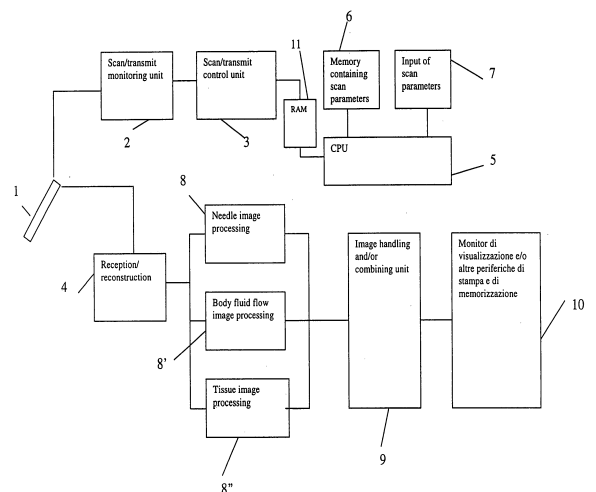 6
11
Scan/transmit
monitoring unit
Scan/transmit
control unit
Memory
containing
scan
parameters
Input of
scan
parameters
7
RAM
2
3
CPU
5
1
8
Needle image
processing
Image handling
and/or
combining unit
Monitor di
visualizzazione e/o
altre periferiche di
stampa e di
memorizzazione
Reception/
reconstruction
4
Body fluid flow
image processing
10
8'
Tissue image
processing
9
8"